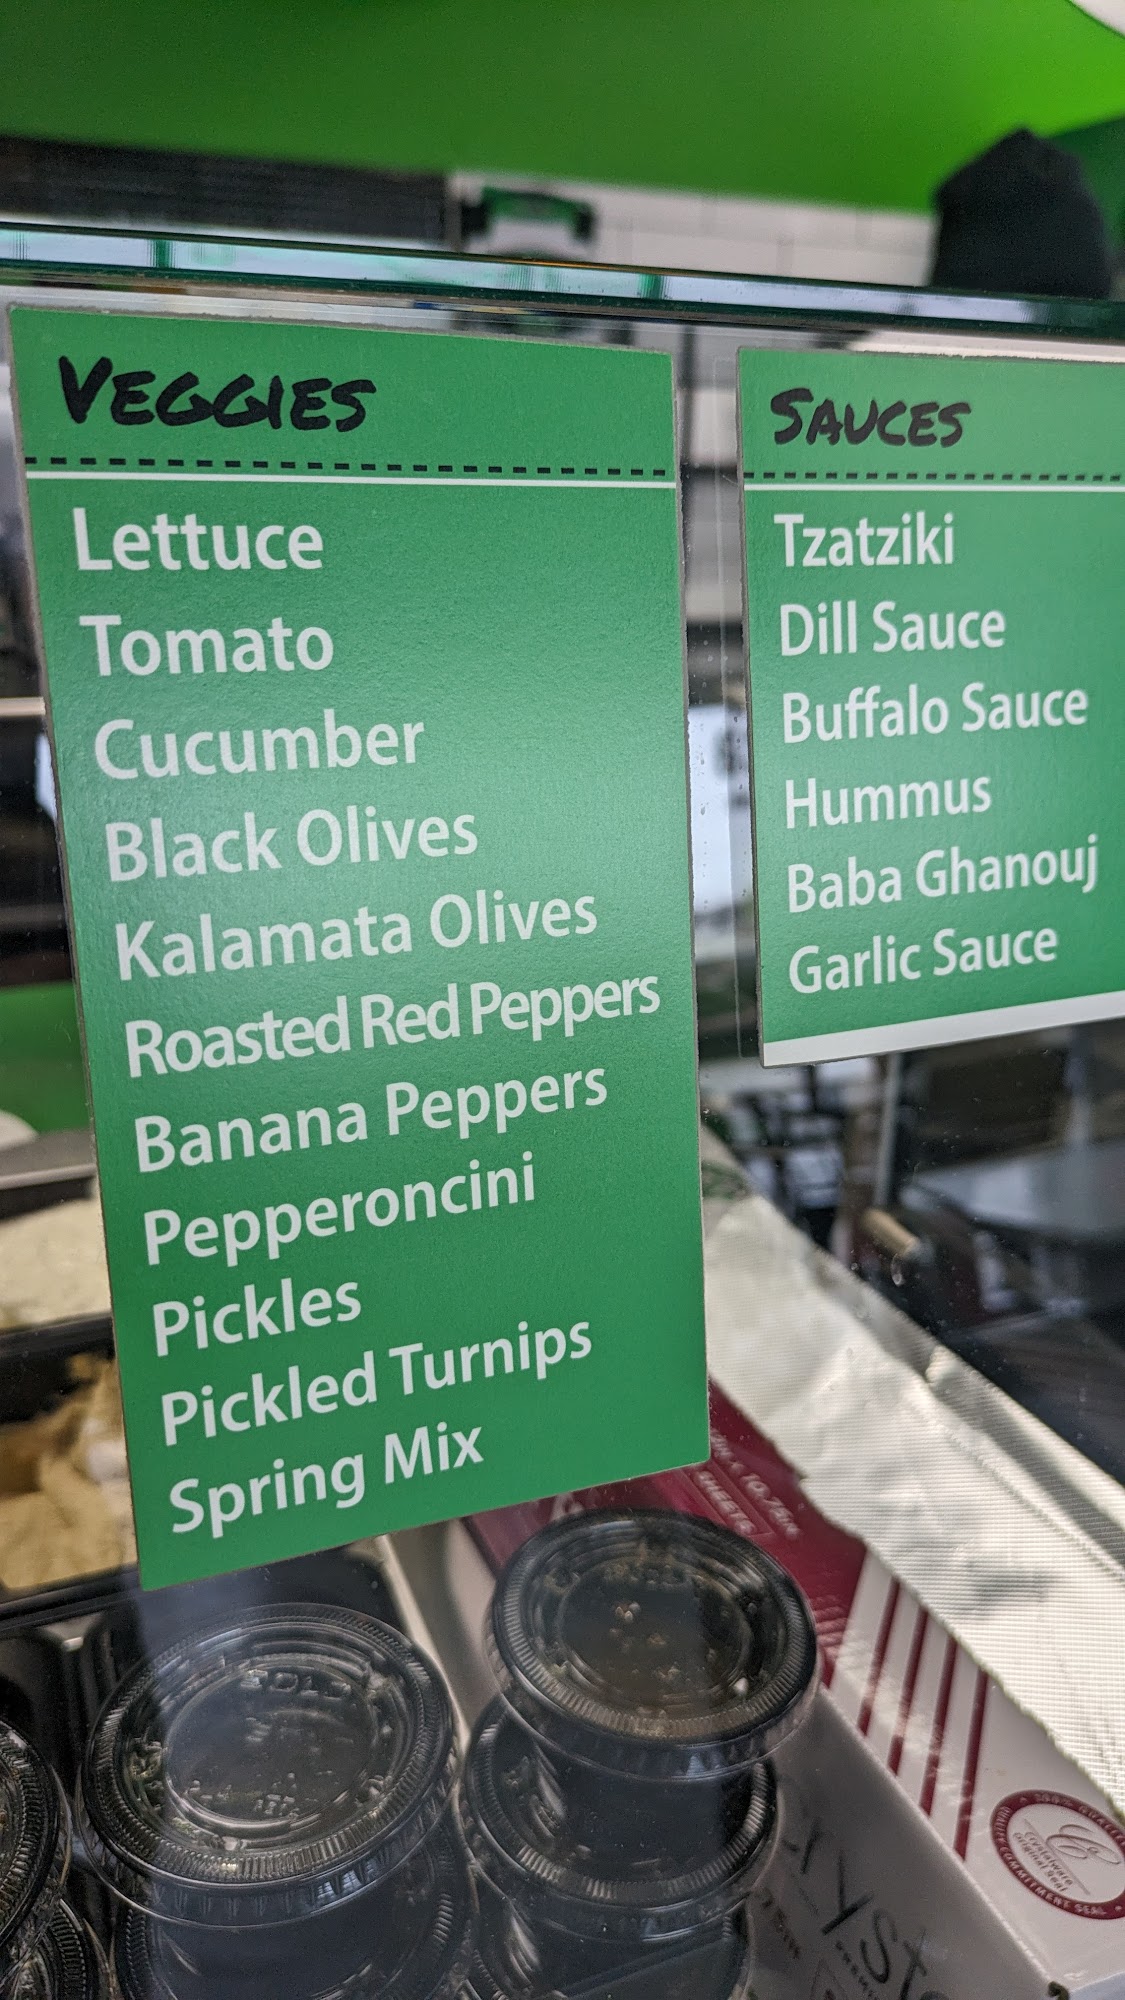 VEGGIES
Lettuce
Tomato
Cucumber
Black Olives
Kalamata Olives
Roasted Red Peppers
Banana Peppers
Pepperoncini
Pickles
Pickled Turnips
Spring Mix
SAUCES
Tzatziki
Dill Sauce
Buffalo Sauce
Hummus
Baba Ghanouj
Garlic Sauce
SHEETS